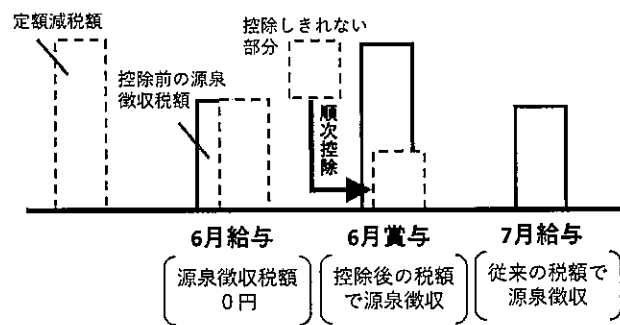 定額減税額
控除前の源泉
徴収税額
控除しきれない
部分
順次控除
6月給与
源泉徴収税額
0円
6月賞与
控除後の税額
で源泉徴収
7月給与
従来の税額で
源泉徴収